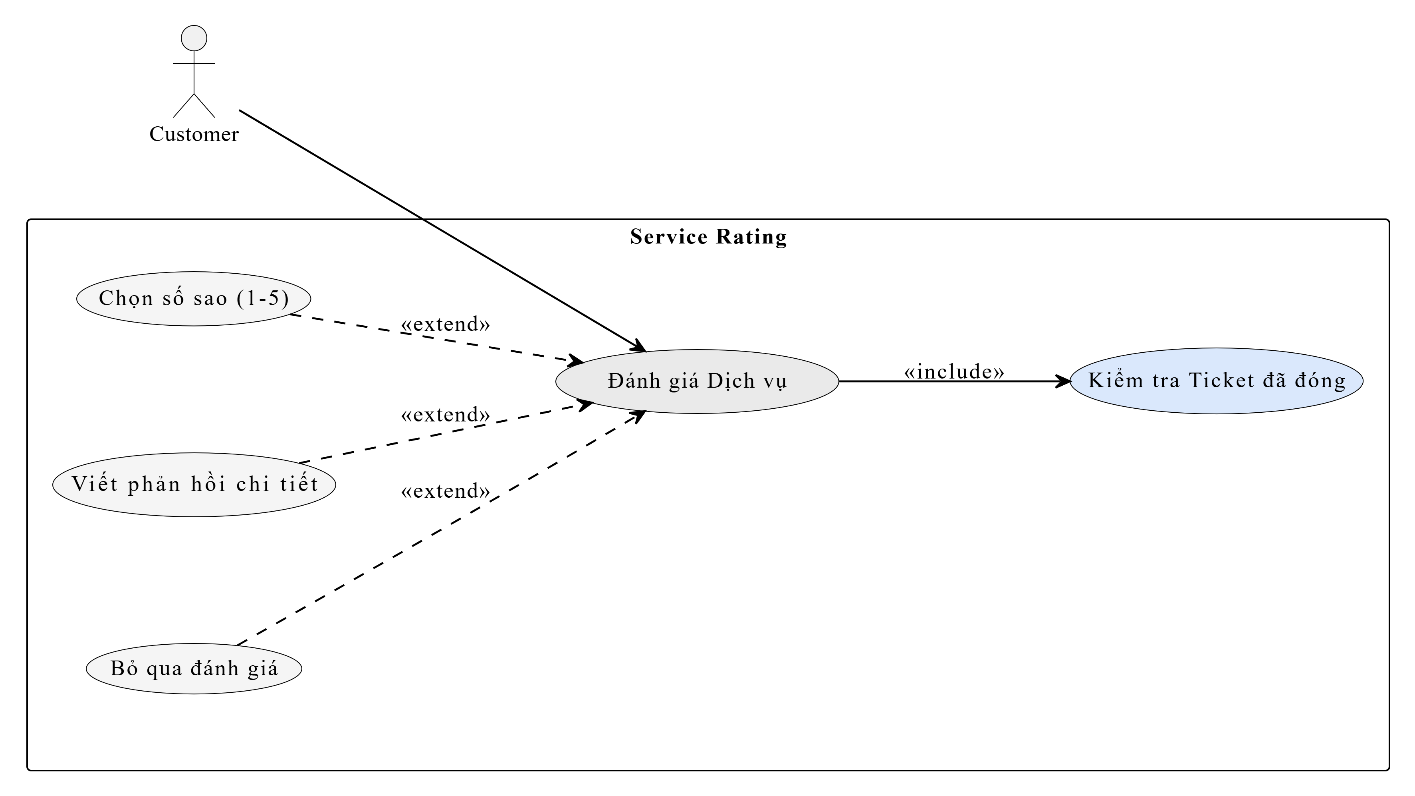 Customer
Service Rating
Chọn số sao (1-5)
«extend»
Đánh giá Dịch vụ
«include»
Kiểm tra Ticket đã đóng
«extend»
Viết phản hồi chi tiết
«extend»
Bỏ qua đánh giá